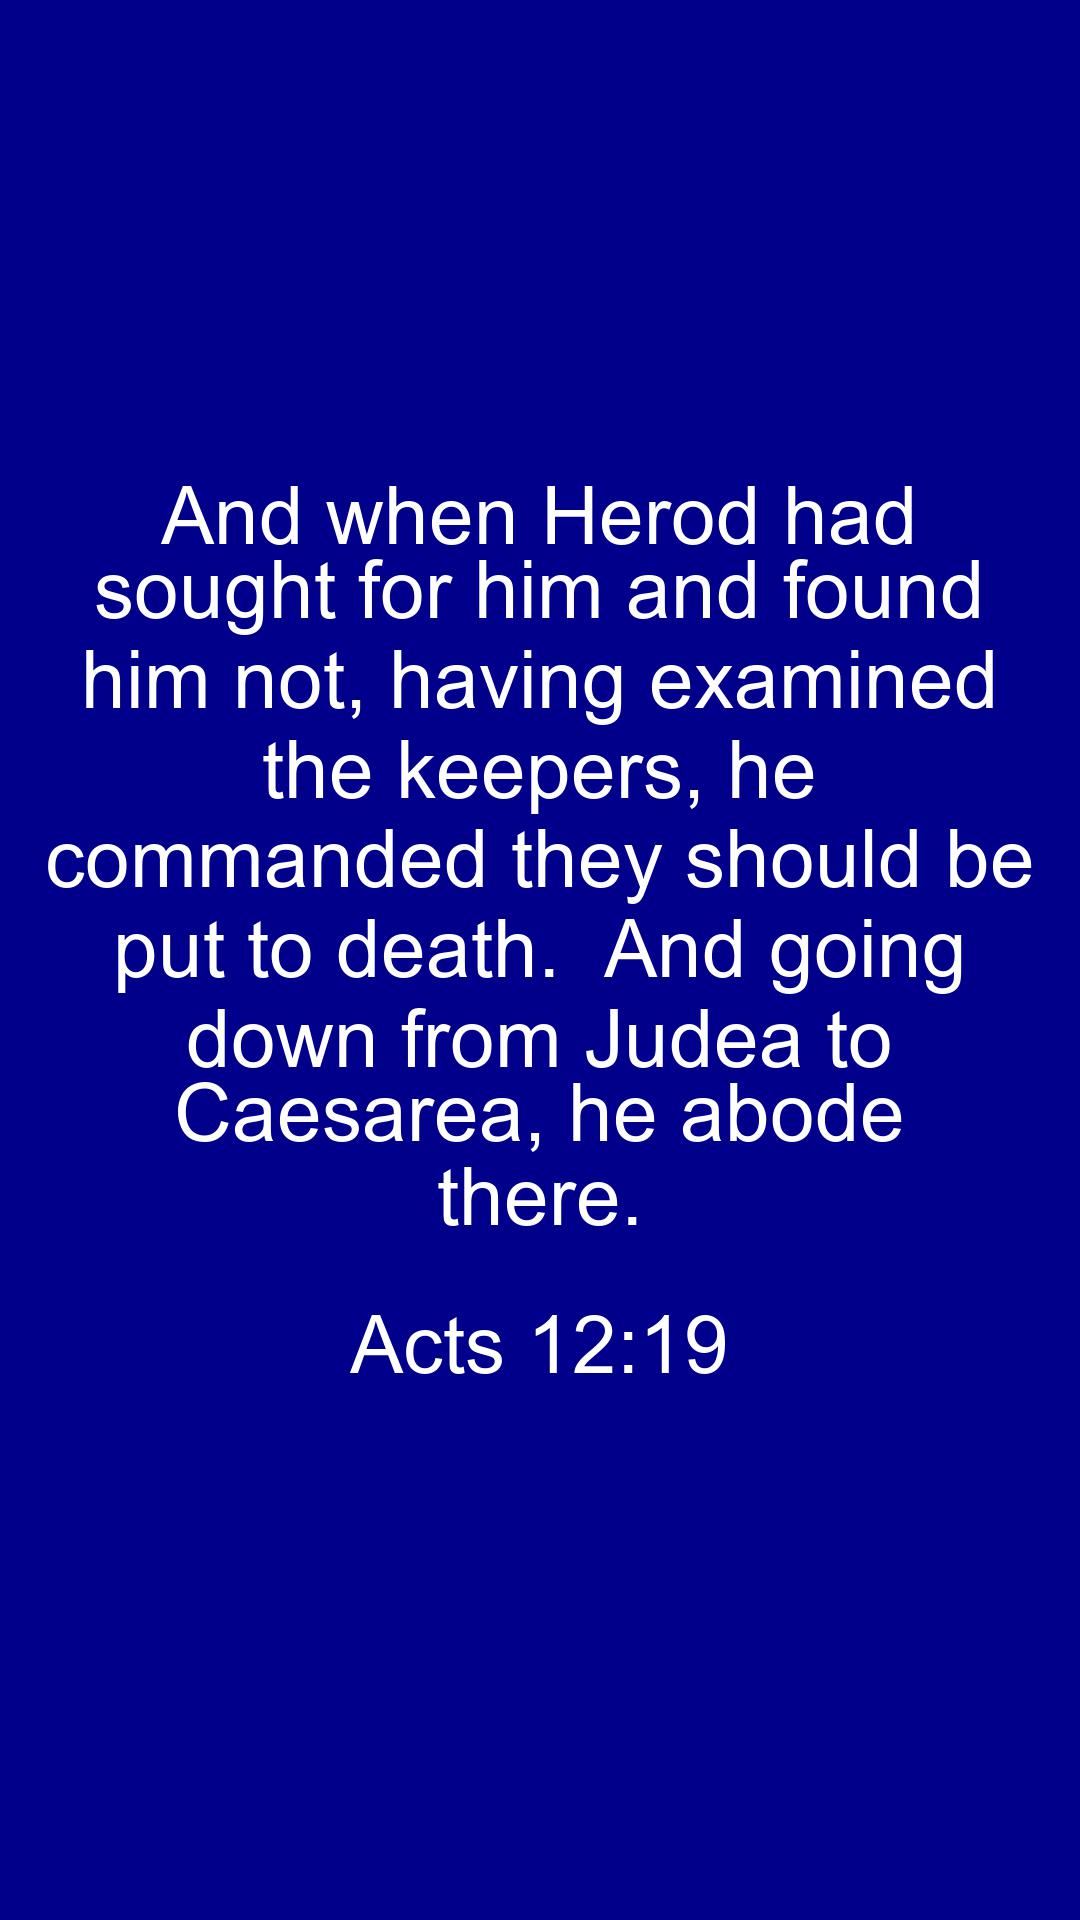 And when Herod had
sought for him and found
him not, having examined
the keepers, he
commanded they should be
put to death.  And going
down from Judea to
Caesarea, he abode
there.
Acts 12:19